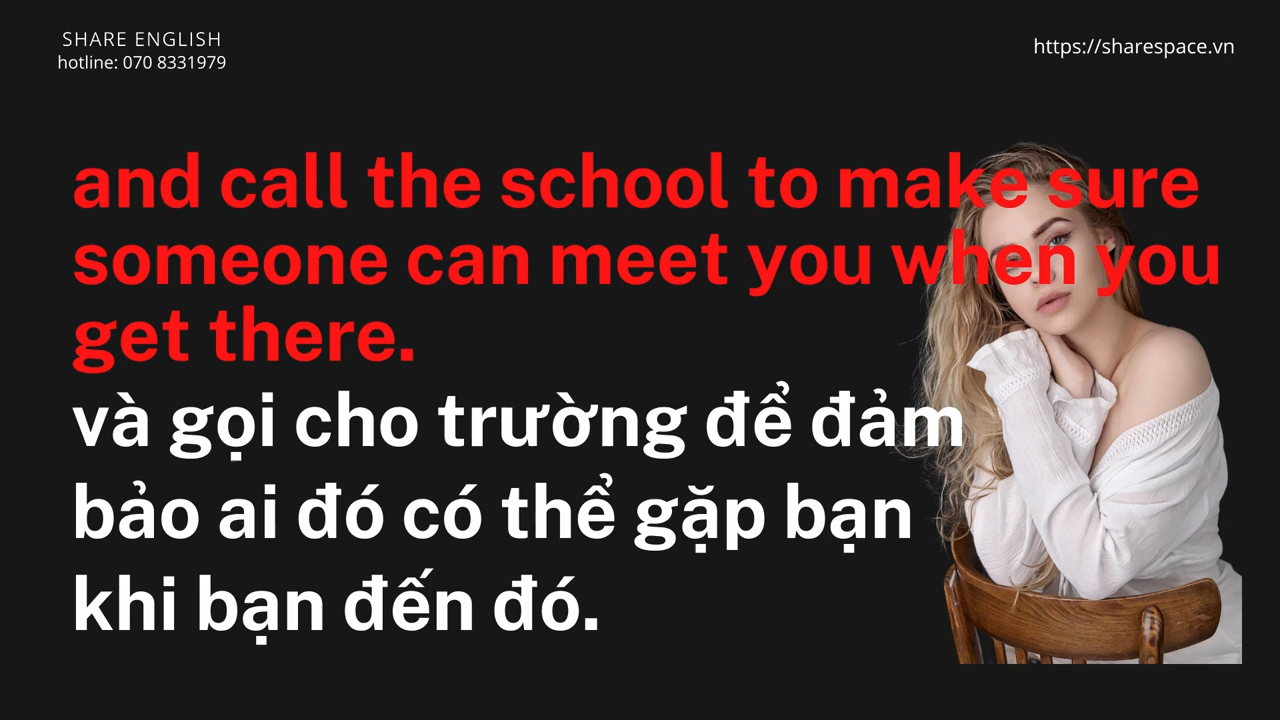 SHARE ENGLISH
hotline: 070 8331979
https://sharespace.vn
and call the school to make sure
someone can meet you when you
get there.
và gọi cho trường để đảm
bảo ai đó có thể gặp bạn
khi bạn đến đó.